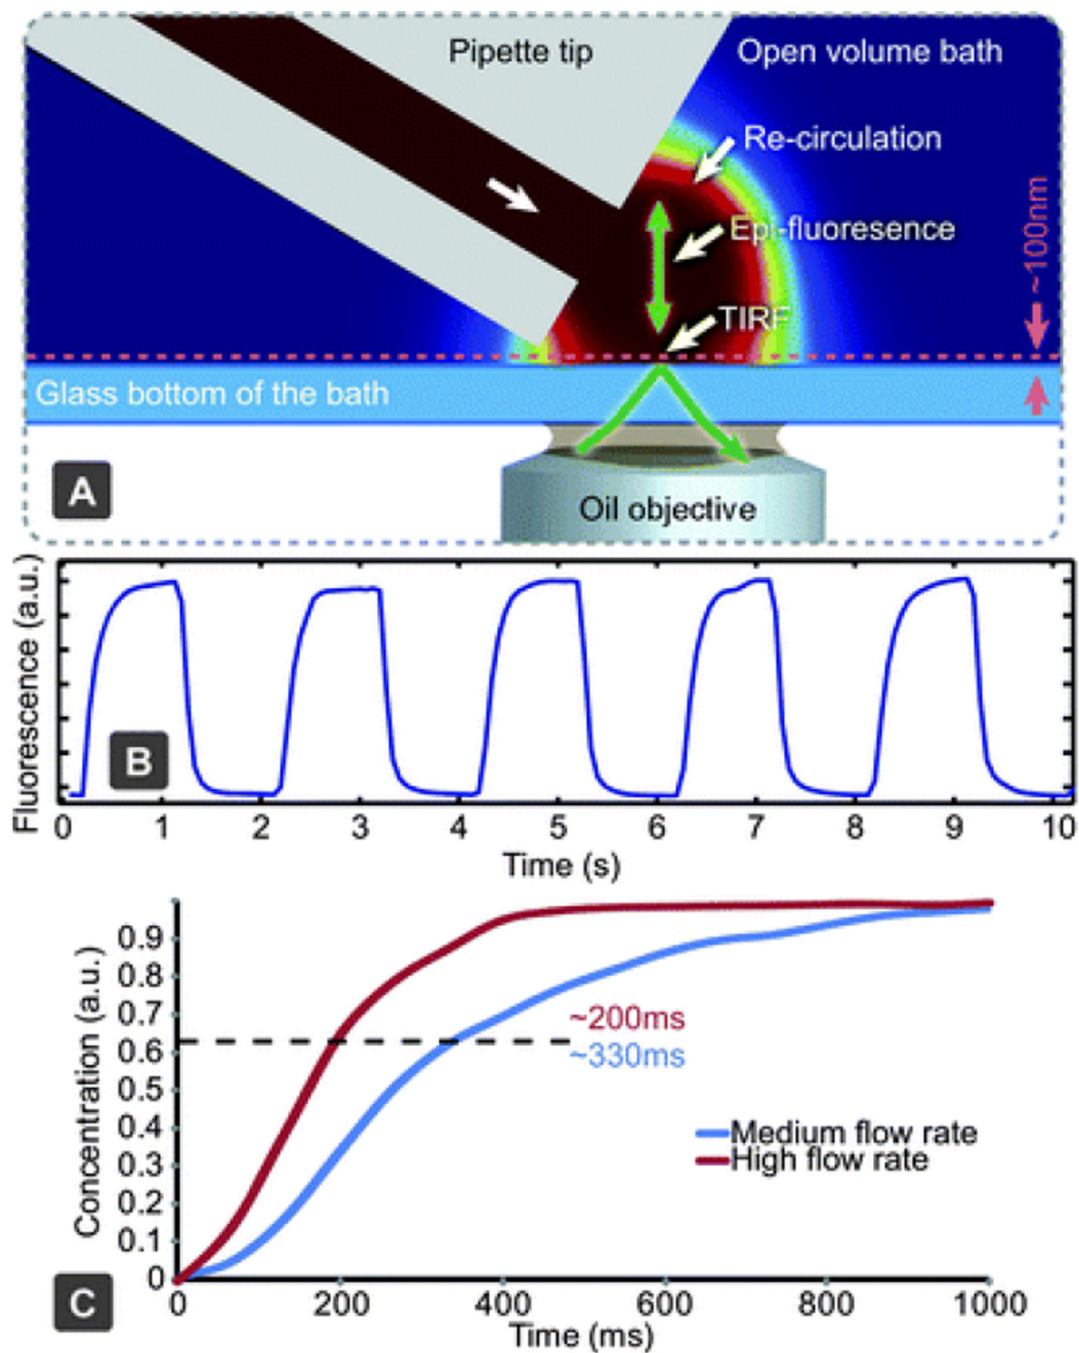 Pipette tip
Open volume bath
Re-circulation
Epi-fluoresence
TIRF
~100nm
Glass bottom of the bath
Oil objective
A
Fluorescence (a.u.)
B
0 1 2 3 4 5 6 7 8 9 10
Time (s)
Concentration (a.u.)
0.9
0.8
0.7
0.6
0.5
0.4
0.3
0.2
0.1
0
~200ms
~330ms
Medium flow rate
High flow rate
C
0 200 400 600 800 1000
Time (ms)